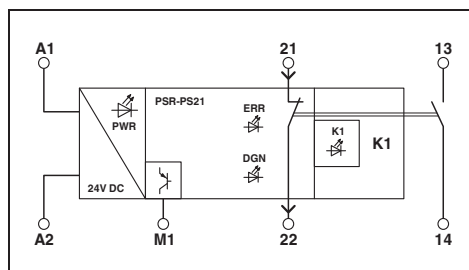 A1
21
13
PSR-PS21
ERR
PWR
K1
K1
DGN
24V DC
A2
M1
22
14